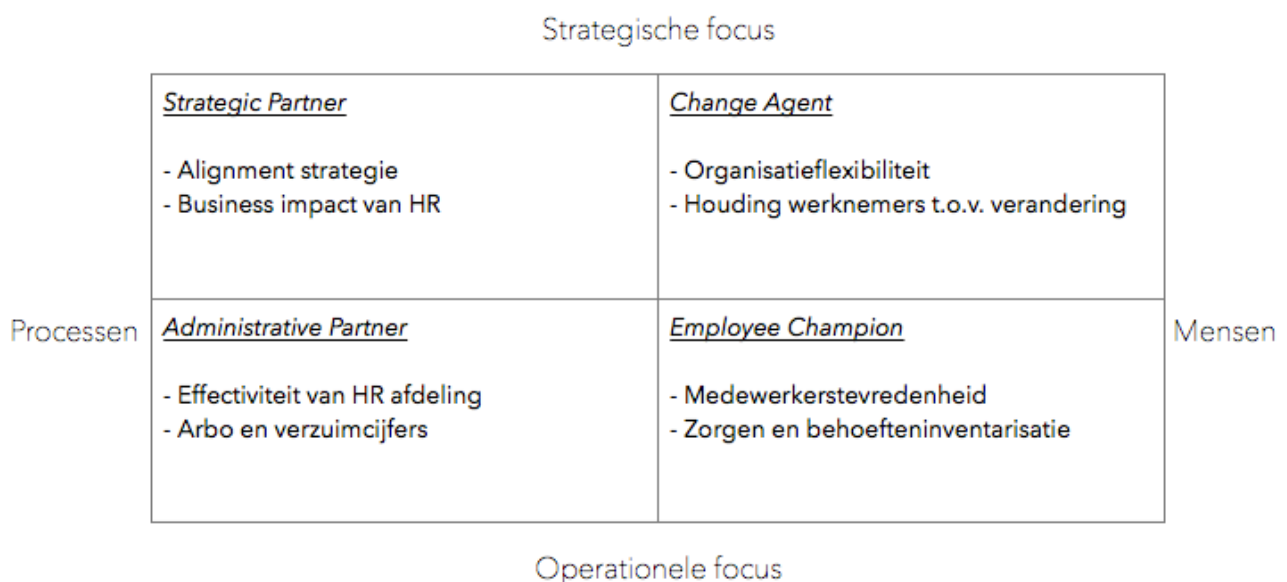 Strategische focus
Strategic Partner
- Alignment strategie
- Business impact van HR
Change Agent
- Organisatieflexibiliteit
- Houding werknemers t.o.v. verandering
Processen
Administrative Partner
- Effectiviteit van HR afdeling
- Arbo en verzuimcijfers
Employee Champion
- Medewerkerstevredenheid
- Zorgen en behoefteninventarisatie
Mensen
Operationele focus